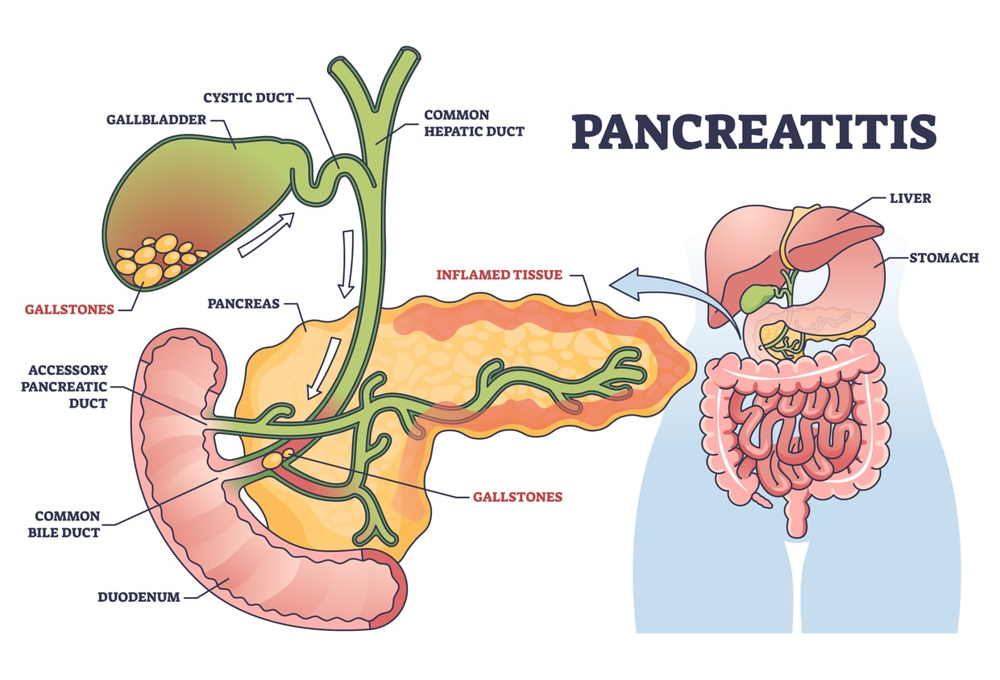 PANCREATITIS
CYSTIC DUCT
GALLBLADDER
COMMON
HEPATIC DUCT
LIVER
STOMACH
INFLAMED TISSUE
GALLSTONES
PANCREAS
ACCESSORY
PANCREATIC
DUCT
GALLSTONES
COMMON
BILE DUCT
DUODENUM